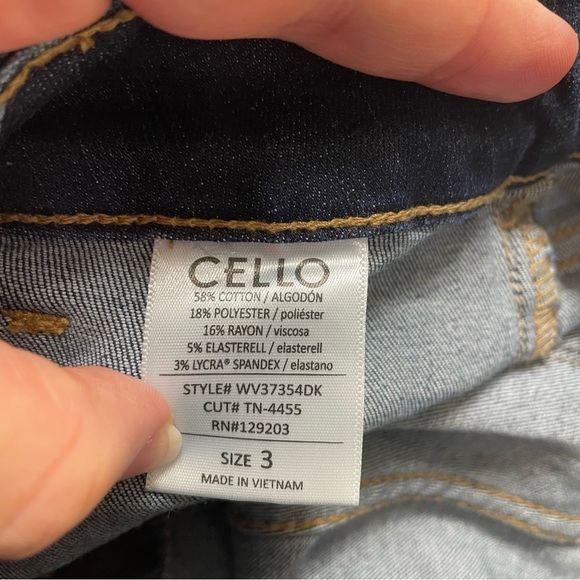 CELLO
58% COTTON / ALGODÓN
18% POLYESTER / poliéster
16% RAYON / viscosa
5% ELASTERELL / elasterell
3% LYCRA® SPANDEX / elastano
STYLE# WV37354DK
CUT# TN-4455
RN#129203
SIZE 3
MADE IN VIETNAM